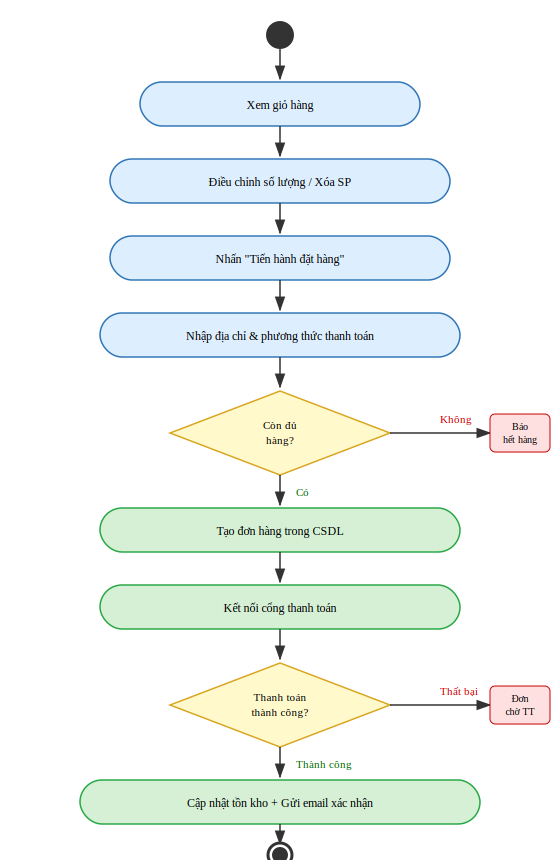 Xem giỏ hàng
Điều chỉnh số lượng / Xóa SP
Nhấn "Tiến hành đặt hàng"
Nhập địa chỉ & phương thức thanh toán
Còn đủ
hàng?
Không
Báo
hết hàng
Có
Tạo đơn hàng trong CSDL
Kết nối cổng thanh toán
Thanh toán
thành công?
Thất bại
Đơn
chờ TT
Thành công
Cập nhật tồn kho + Gửi email xác nhận